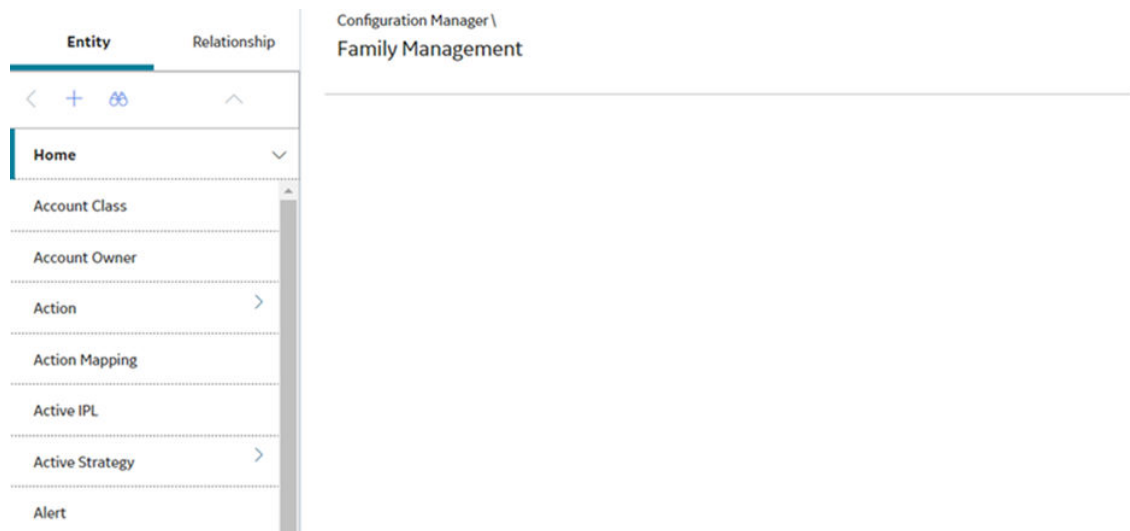 Entity
Relationship
Home
Account Class
Account Owner
Action
Action Mapping
Active IPL
Active Strategy
Alert
Configuration Manager\
Family Management